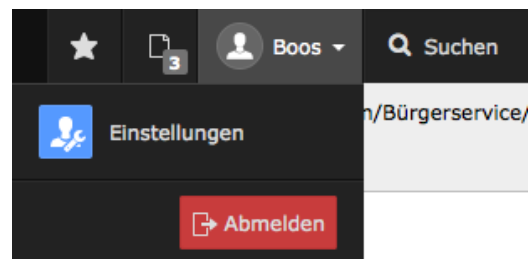 3 Boos Suchen
Einstellungen
n/Bürgerservice/
Abmelden